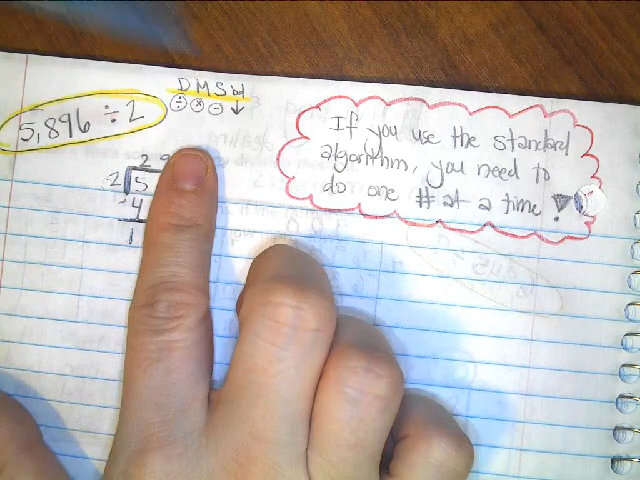 5,896 ÷ 2
D M S bd
÷ × - ↓
2 9
2 5
- 4
1
If you use the standard
algorithm, you need to
do one # at a time !